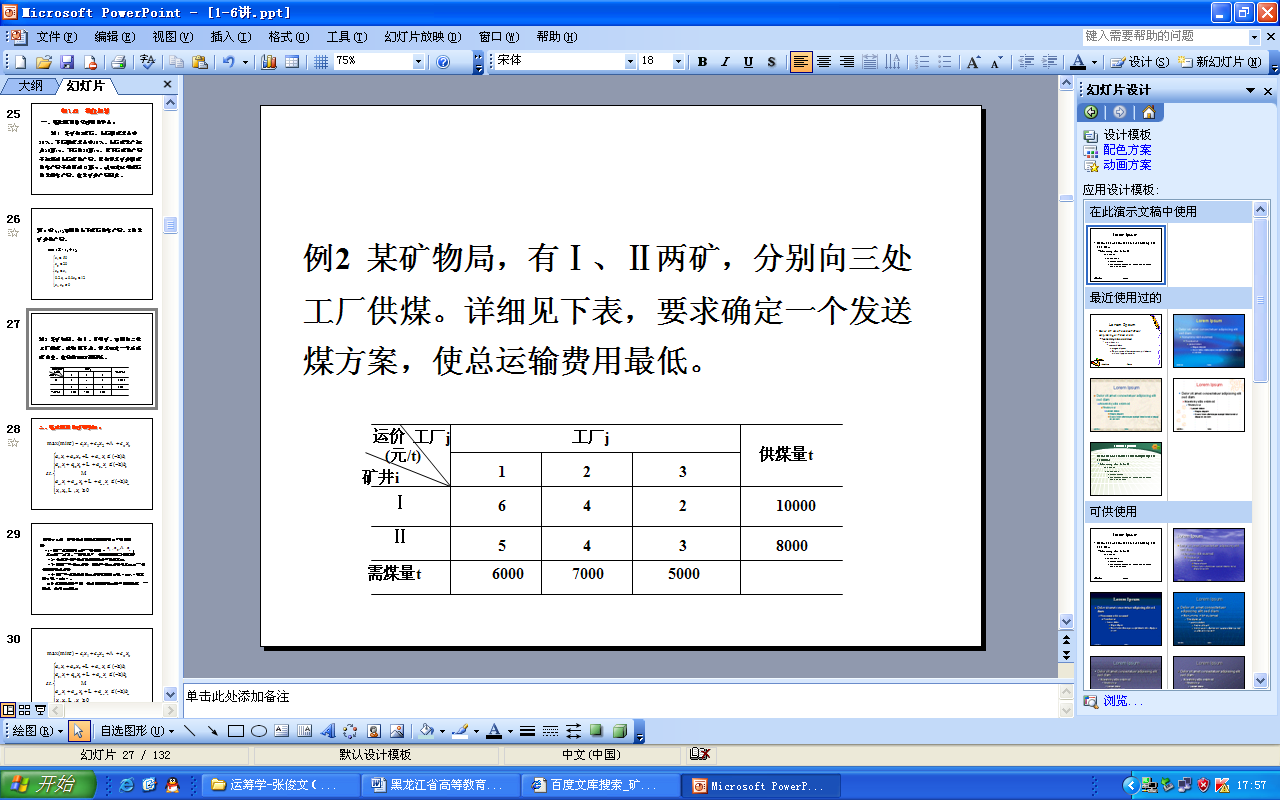 Microsoft PowerPoint - [1-6讲.ppt]
文件(F) 编辑(E) 视图(V) 插入(I) 格式(O) 工具(T) 幻灯片放映(D) 窗口(W) 帮助(H)
键入需要帮助的问题
75%
宋体
18
B I U S
设计(S)
新幻灯片(N)
大纲
幻灯片
25
26
27
28
29
30
例2 某矿物局，有Ⅰ、Ⅱ两矿，分别向三处
工厂供煤。详细见下表，要求确定一个发送
煤方案，使总运输费用最低。
运价 工厂j 工厂j 供煤量t
(元/t)
矿井i 1 2 3
Ⅰ 6 4 2 10000
Ⅱ 5 4 3 8000
需煤量t 6000 7000 5000
单击此处添加备注
幻灯片设计
设计模板
配色方案
动画方案
应用设计模板:
在此演示文稿中使用
最近使用过的
可供使用
浏览...
绘图(R) 自选图形(U)
幻灯片 27 / 132
默认设计模板
中文(中国)
开始
运筹学-张俊文（...
黑龙江省高等教育...
百度文库搜索_矿...
Microsoft PowerP...
17:57